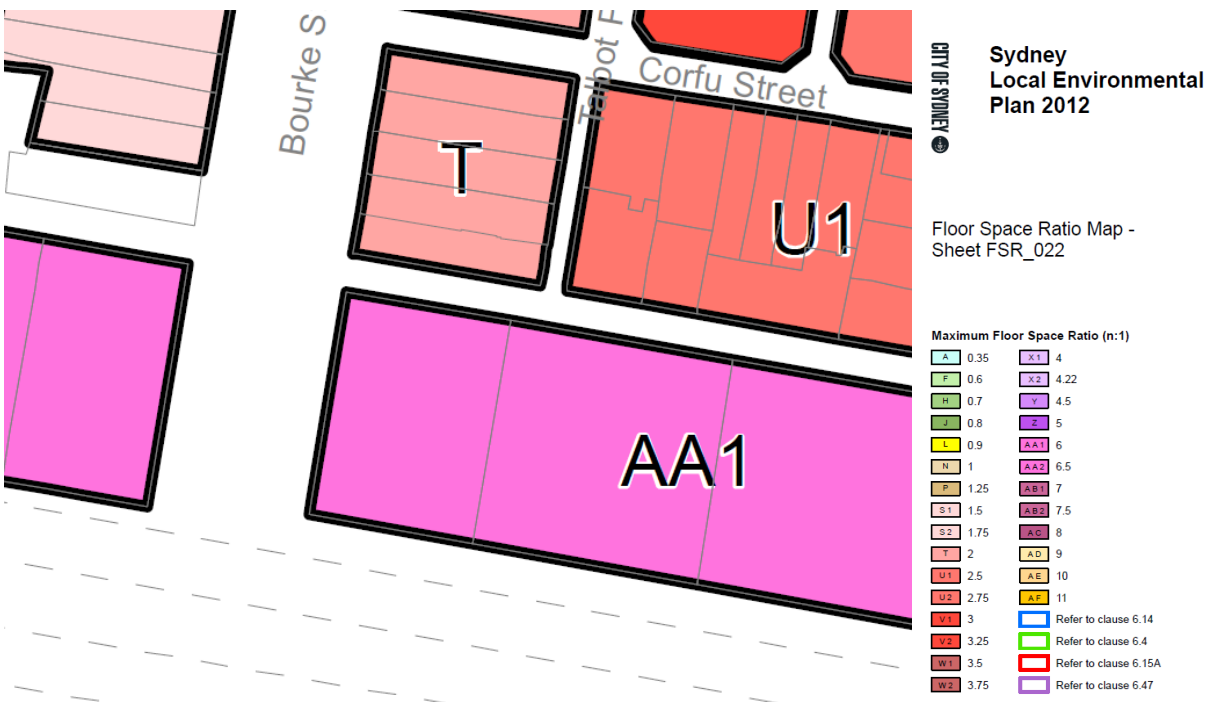 Bourke S
Talbot P
Corfu Street
T
U1
AA1
CITY OF SYDNEY
Sydney
Local Environmental
Plan 2012
Floor Space Ratio Map -
Sheet FSR_022
Maximum Floor Space Ratio (n:1)
A 0.35
F 0.6
H 0.7
J 0.8
L 0.9
N 1
P 1.25
S1 1.5
S2 1.75
T 2
U1 2.5
U2 2.75
V1 3
V2 3.25
W1 3.5
W2 3.75
X1 4
X2 4.22
Y 4.5
Z 5
AA1 6
AA2 6.5
AB1 7
AB2 7.5
AC 8
AD 9
AE 10
AF 11
Refer to clause 6.14
Refer to clause 6.4
Refer to clause 6.15A
Refer to clause 6.47